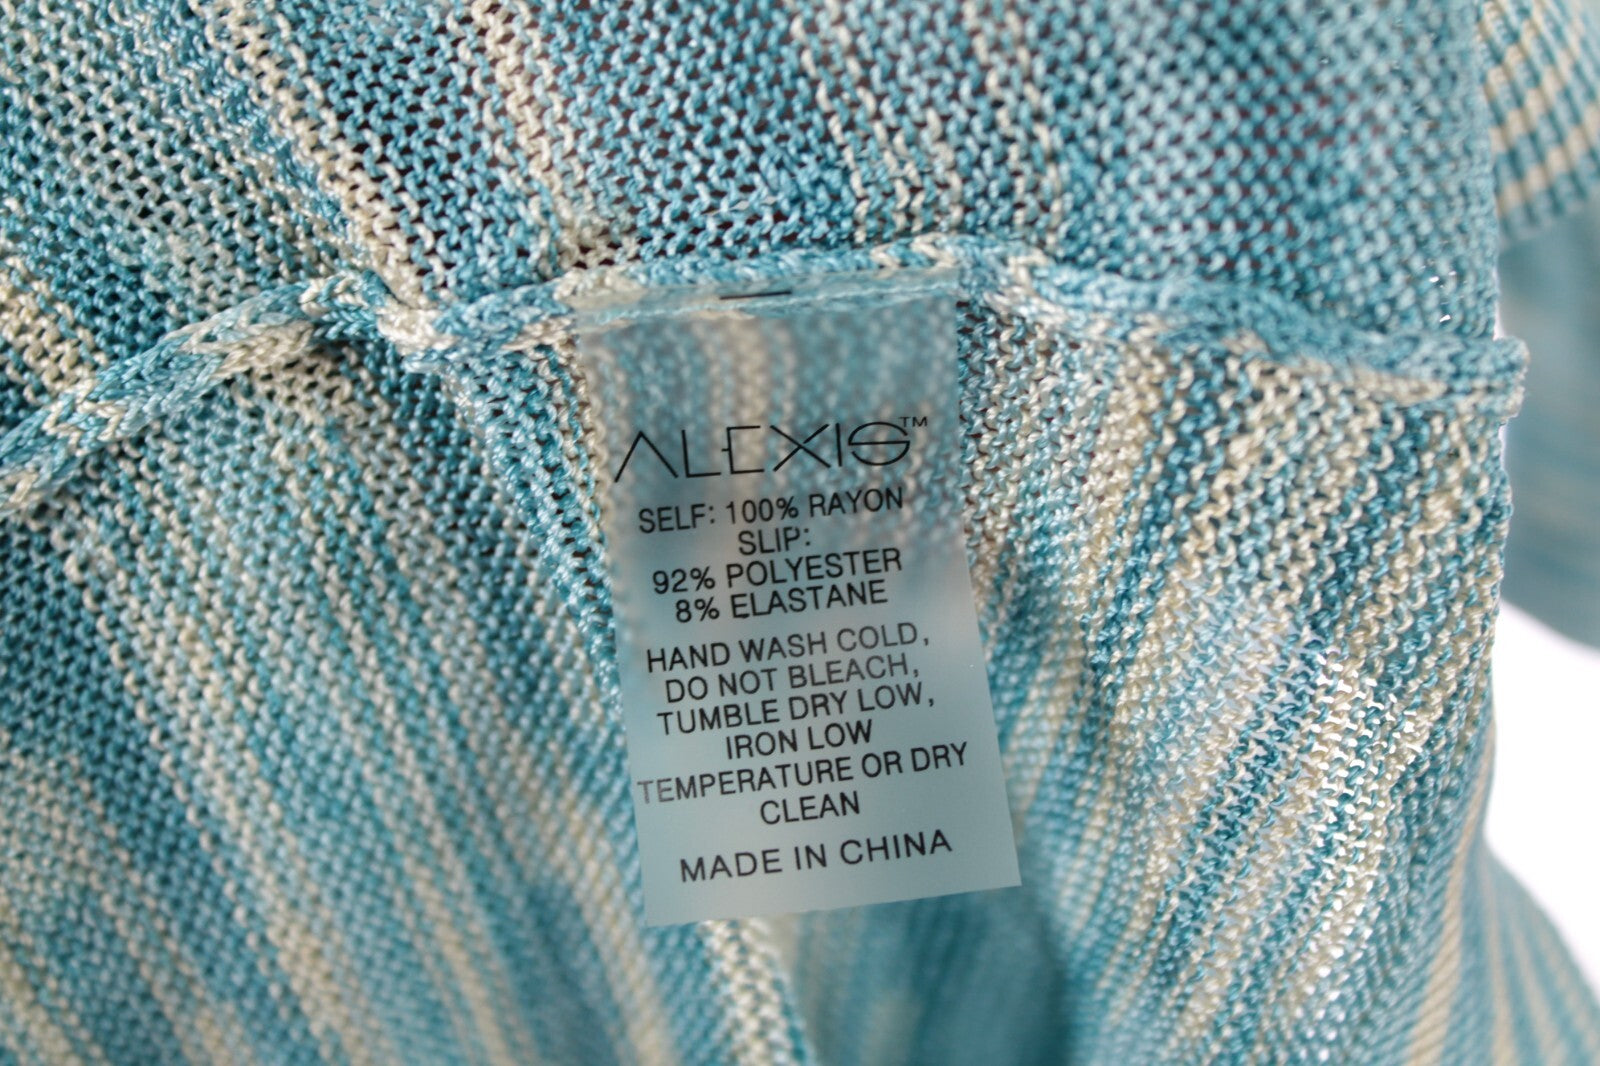 ALEXIS™
SELF: 100% RAYON
SLIP:
92% POLYESTER
8% ELASTANE
HAND WASH COLD,
DO NOT BLEACH,
TUMBLE DRY LOW,
IRON LOW
TEMPERATURE OR DRY
CLEAN
MADE IN CHINA